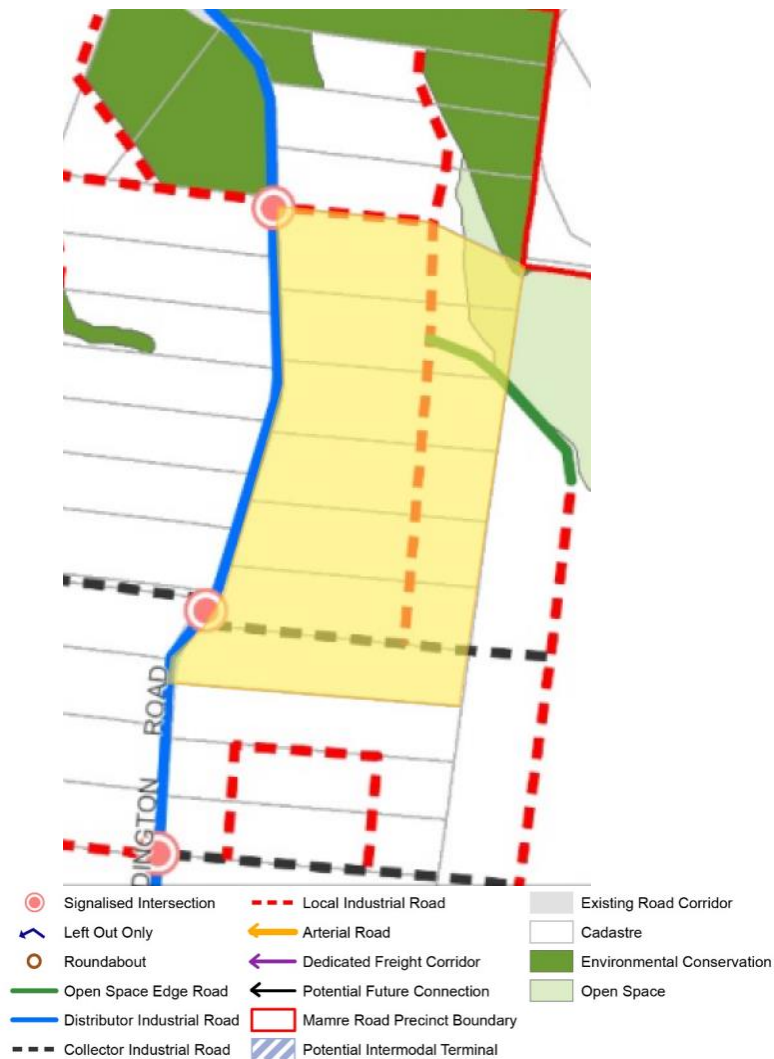 ROAD
DINGTON
Signalised Intersection
Left Out Only
Roundabout
Open Space Edge Road
Distributor Industrial Road
Collector Industrial Road
Local Industrial Road
Arterial Road
Dedicated Freight Corridor
Potential Future Connection
Mamre Road Precinct Boundary
Potential Intermodal Terminal
Existing Road Corridor
Cadastre
Environmental Conservation
Open Space